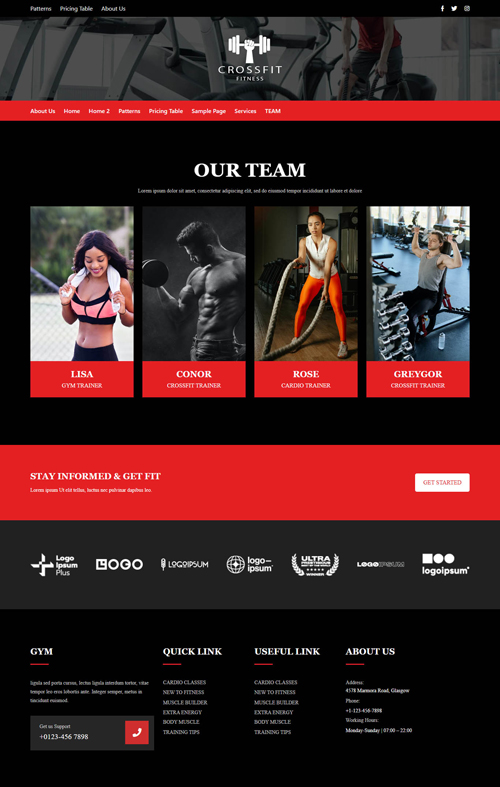 Patterns Pricing Table About Us
CROSSFIT
FITNESS
About Us Home Home 2 Patterns Pricing Table Sample Page Services TEAM
OUR TEAM
Lorem ipsum dolor sit amet, consectetur adipiscing elit, sed do eiusmod tempor incididunt ut labore et dolore
LISA
GYM TRAINER
CONOR
CROSSFIT TRAINER
ROSE
CARDIO TRAINER
GREYGOR
CROSSFIT TRAINER
STAY INFORMED & GET FIT
Lorem ipsum Ut elit tellus, luctus nec pulvinar dapibus leo.
GET STARTED
Logo
Ipsum
Plus
LOGO
LOGOIPSUM
logo—
ipsum
ULTRA
WINNER
LOGOIPSUM
logoipsum
GYM
ligula sed porta cursus, lectus ligula interdum tortor, vitae
tempor leo eros lobortis ante. Integer semper, metus in
tincidunt euismod.
Get us Support
+0123-456 7898
QUICK LINK
CARDIO CLASSES
NEW TO FITNESS
MUSCLE BUILDER
EXTRA ENERGY
BODY MUSCLE
TRAINING TIPS
USEFUL LINK
CARDIO CLASSES
NEW TO FITNESS
MUSCLE BUILDER
EXTRA ENERGY
BODY MUSCLE
TRAINING TIPS
ABOUT US
Address:
4578 Marmora Road, Glasgow
Phone:
+1-123-456-7898
Working Hours:
Monday-Sunday | 07:00 – 22:00